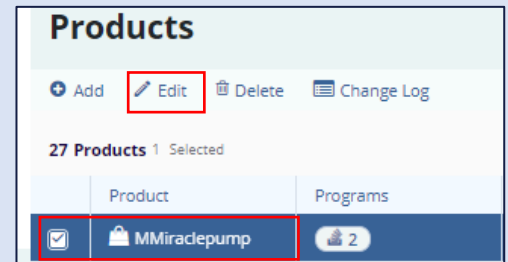 Products
Add Edit Delete Change Log
27 Products 1 Selected
Product Programs
MMiraclepump 2